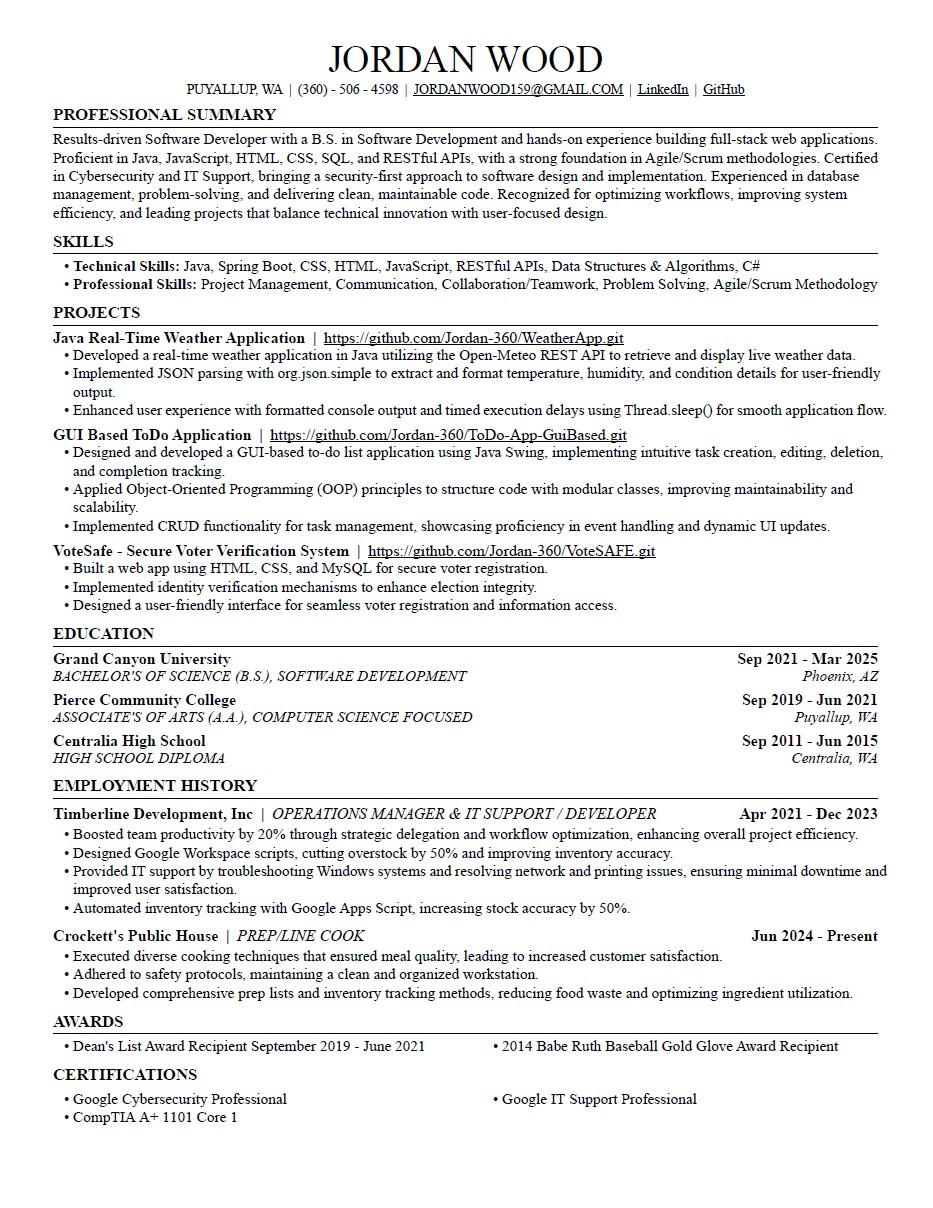 JORDAN WOOD
PUYALLUP, WA | (360) - 506 - 4598 | JORDANWOOD159@GMAIL.COM | LinkedIn | GitHub
PROFESSIONAL SUMMARY
Results-driven Software Developer with a B.S. in Software Development and hands-on experience building full-stack web applications.
Proficient in Java, JavaScript, HTML, CSS, SQL, and RESTful APIs, with a strong foundation in Agile/Scrum methodologies. Certified
in Cybersecurity and IT Support, bringing a security-first approach to software design and implementation. Experienced in database
management, problem-solving, and delivering clean, maintainable code. Recognized for optimizing workflows, improving system
efficiency, and leading projects that balance technical innovation with user-focused design.
SKILLS
• Technical Skills: Java, Spring Boot, CSS, HTML, JavaScript, RESTful APIs, Data Structures & Algorithms, C#
• Professional Skills: Project Management, Communication, Collaboration/Teamwork, Problem Solving, Agile/Scrum Methodology
PROJECTS
Java Real-Time Weather Application | https://github.com/Jordan-360/WeatherApp.git
• Developed a real-time weather application in Java utilizing the Open-Meteo REST API to retrieve and display live weather data.
• Implemented JSON parsing with org.json.simple to extract and format temperature, humidity, and condition details for user-friendly
output.
• Enhanced user experience with formatted console output and timed execution delays using Thread.sleep() for smooth application flow.
GUI Based ToDo Application | https://github.com/Jordan-360/ToDo-App-GuiBased.git
• Designed and developed a GUI-based to-do list application using Java Swing, implementing intuitive task creation, editing, deletion,
and completion tracking.
• Applied Object-Oriented Programming (OOP) principles to structure code with modular classes, improving maintainability and
scalability.
• Implemented CRUD functionality for task management, showcasing proficiency in event handling and dynamic UI updates.
VoteSafe - Secure Voter Verification System | https://github.com/Jordan-360/VoteSAFE.git
• Built a web app using HTML, CSS, and MySQL for secure voter registration.
• Implemented identity verification mechanisms to enhance election integrity.
• Designed a user-friendly interface for seamless voter registration and information access.
EDUCATION
Grand Canyon University Sep 2021 - Mar 2025
BACHELOR'S OF SCIENCE (B.S.), SOFTWARE DEVELOPMENT Phoenix, AZ
Pierce Community College Sep 2019 - Jun 2021
ASSOCIATE'S OF ARTS (A.A.), COMPUTER SCIENCE FOCUSED Puyallup, WA
Centralia High School Sep 2011 - Jun 2015
HIGH SCHOOL DIPLOMA Centralia, WA
EMPLOYMENT HISTORY
Timberline Development, Inc | OPERATIONS MANAGER & IT SUPPORT / DEVELOPER Apr 2021 - Dec 2023
• Boosted team productivity by 20% through strategic delegation and workflow optimization, enhancing overall project efficiency.
• Designed Google Workspace scripts, cutting overstock by 50% and improving inventory accuracy.
• Provided IT support by troubleshooting Windows systems and resolving network and printing issues, ensuring minimal downtime and
improved user satisfaction.
• Automated inventory tracking with Google Apps Script, increasing stock accuracy by 50%.
Crockett's Public House | PREP/LINE COOK Jun 2024 - Present
• Executed diverse cooking techniques that ensured meal quality, leading to increased customer satisfaction.
• Adhered to safety protocols, maintaining a clean and organized workstation.
• Developed comprehensive prep lists and inventory tracking methods, reducing food waste and optimizing ingredient utilization.
AWARDS
• Dean's List Award Recipient September 2019 - June 2021 • 2014 Babe Ruth Baseball Gold Glove Award Recipient
CERTIFICATIONS
• Google Cybersecurity Professional • Google IT Support Professional
• CompTIA A+ 1101 Core 1